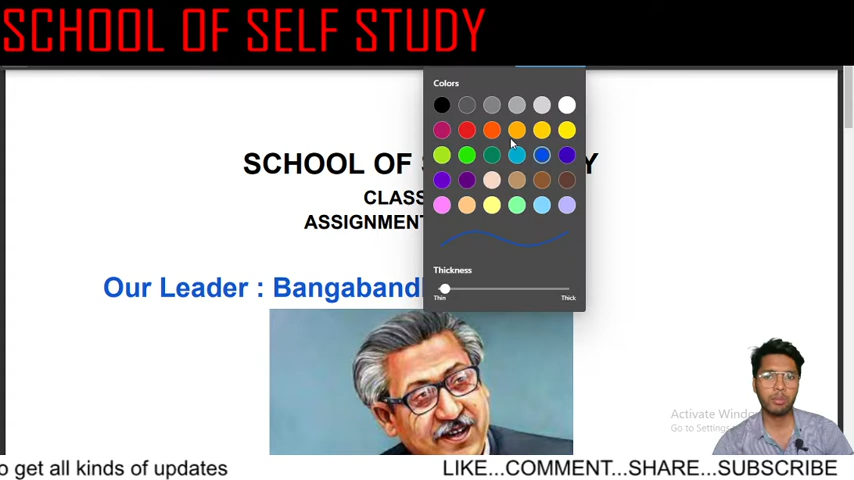 SCHOOL OF SELF STUDY
Colors
SCHOOL OF S Y
CLASS
ASSIGNMENT
Our Leader : Bangaband
Thickness
Thin Thick
Activate Windo
Go to Settings
o get all kinds of updates
LIKE...COMMENT...SHARE...SUBSCRIBE